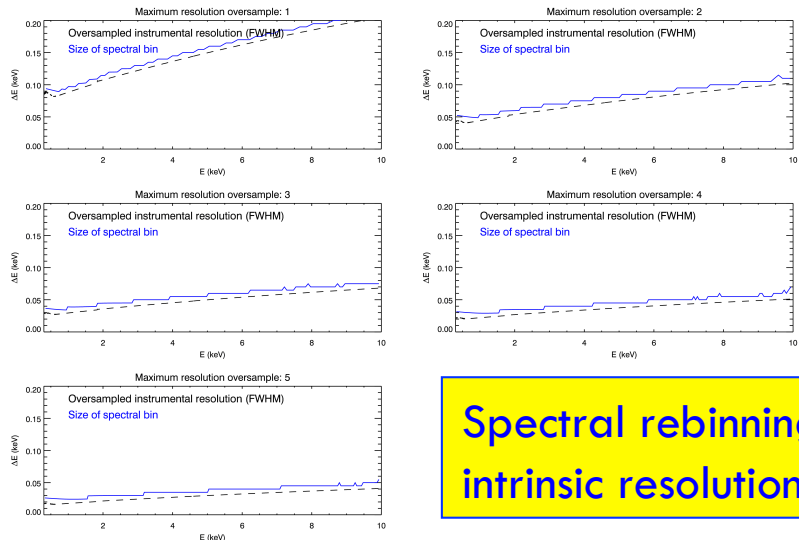 Maximum resolution oversample: 1
0.20
0.15
0.10
0.05
0.00
ΔE (keV)
Oversampled instrumental resolution (FWHM)
Size of spectral bin
2 4 6 8 10
E (keV)
Maximum resolution oversample: 2
0.20
0.15
0.10
0.05
0.00
ΔE (keV)
Oversampled instrumental resolution (FWHM)
Size of spectral bin
2 4 6 8 10
E (keV)
Maximum resolution oversample: 3
0.20
0.15
0.10
0.05
0.00
ΔE (keV)
Oversampled instrumental resolution (FWHM)
Size of spectral bin
2 4 6 8 10
E (keV)
Maximum resolution oversample: 4
0.20
0.15
0.10
0.05
0.00
ΔE (keV)
Oversampled instrumental resolution (FWHM)
Size of spectral bin
2 4 6 8 10
E (keV)
Maximum resolution oversample: 5
0.20
0.15
0.10
0.05
0.00
ΔE (keV)
Oversampled instrumental resolution (FWHM)
Size of spectral bin
2 4 6 8 10
E (keV)
Spectral rebinning
intrinsic resolution